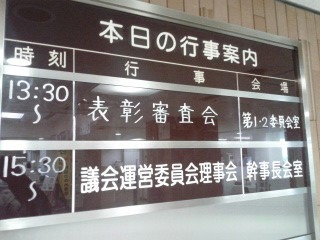 本日の行事案内
時刻 行事 会場
13:30〜 表彰審査会 第1・2委員会室
15:30〜 議会運営委員会理事会 幹事長会室